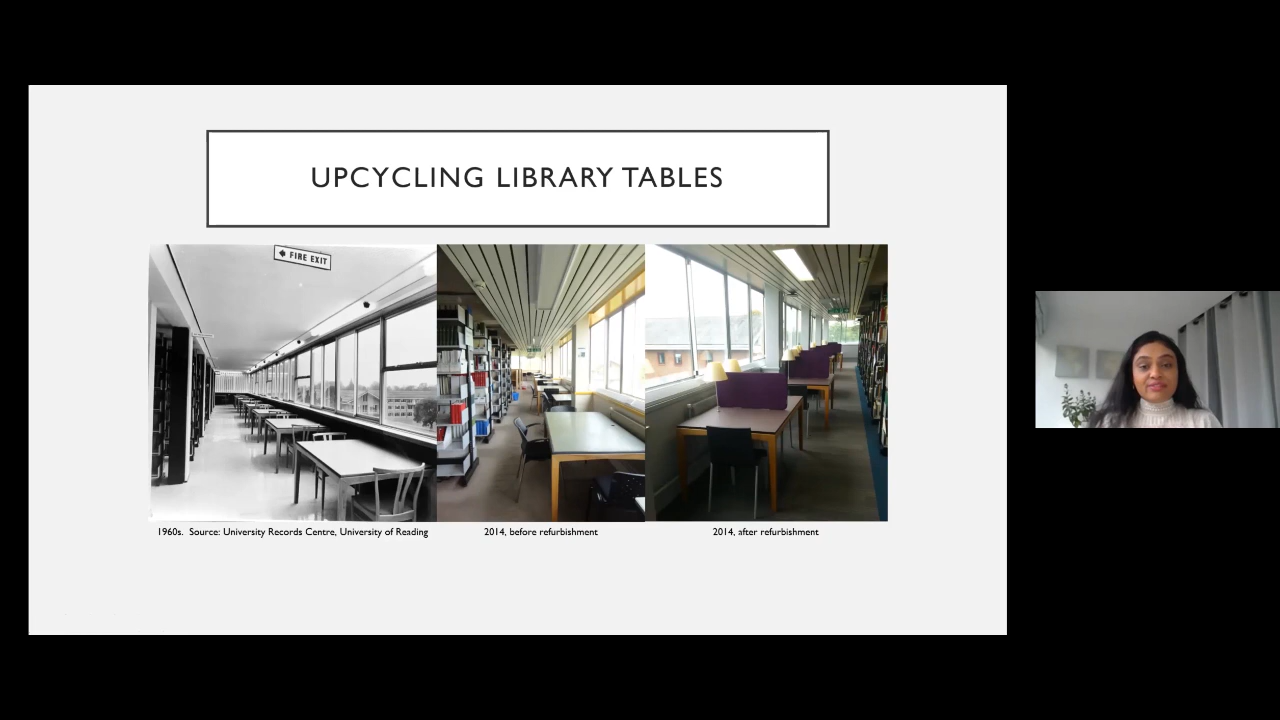 UPCYCLING LIBRARY TABLES
FIRE EXIT
1960s. Source: University Records Centre, University of Reading
2014, before refurbishment
2014, after refurbishment